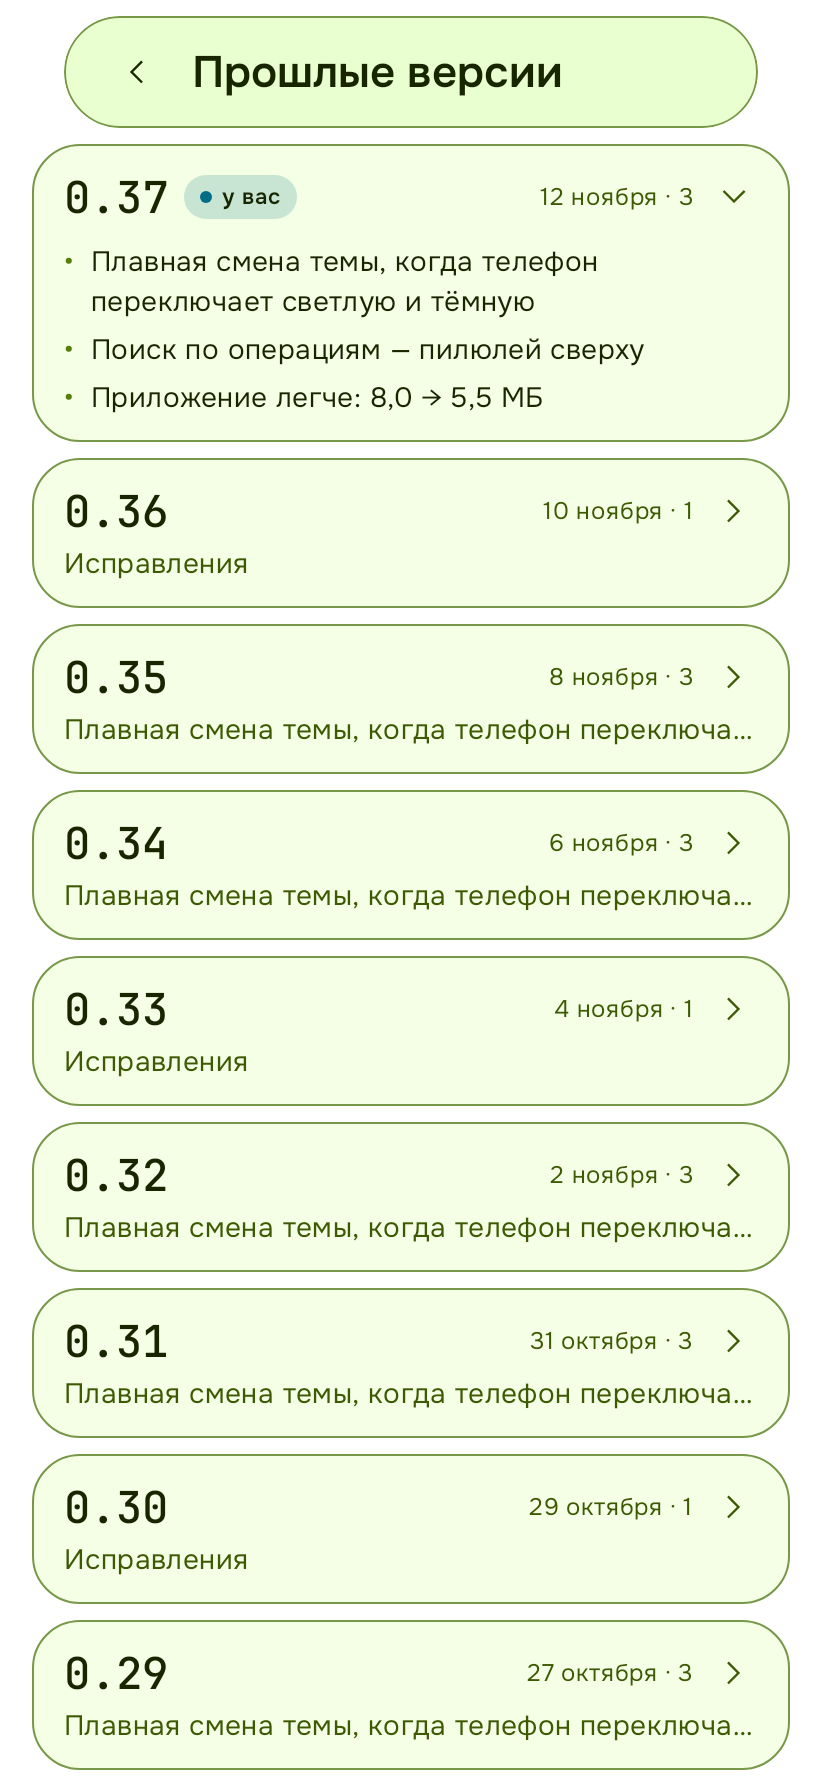 Прошлые версии
0.37 у вас 12 ноября · 3
• Плавная смена темы, когда телефон
переключает светлую и тёмную
• Поиск по операциям — пилюлей сверху
• Приложение легче: 8,0 → 5,5 МБ
0.36 10 ноября · 1
Исправления
0.35 8 ноября · 3
Плавная смена темы, когда телефон переключа...
0.34 6 ноября · 3
Плавная смена темы, когда телефон переключа...
0.33 4 ноября · 1
Исправления
0.32 2 ноября · 3
Плавная смена темы, когда телефон переключа...
0.31 31 октября · 3
Плавная смена темы, когда телефон переключа...
0.30 29 октября · 1
Исправления
0.29 27 октября · 3
Плавная смена темы, когда телефон переключа...